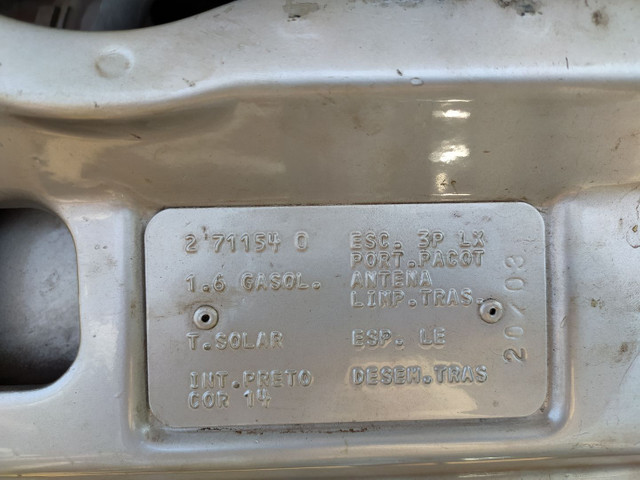 2'71154 0
1.6 GASOL.
T.SOLAR
INT.PRETO
COR 14
ESC. 3P LX
PORT.PACOT
ANTENA
LIMP.TRAS.
ESP. LE
DESEM.TRAS
20/03